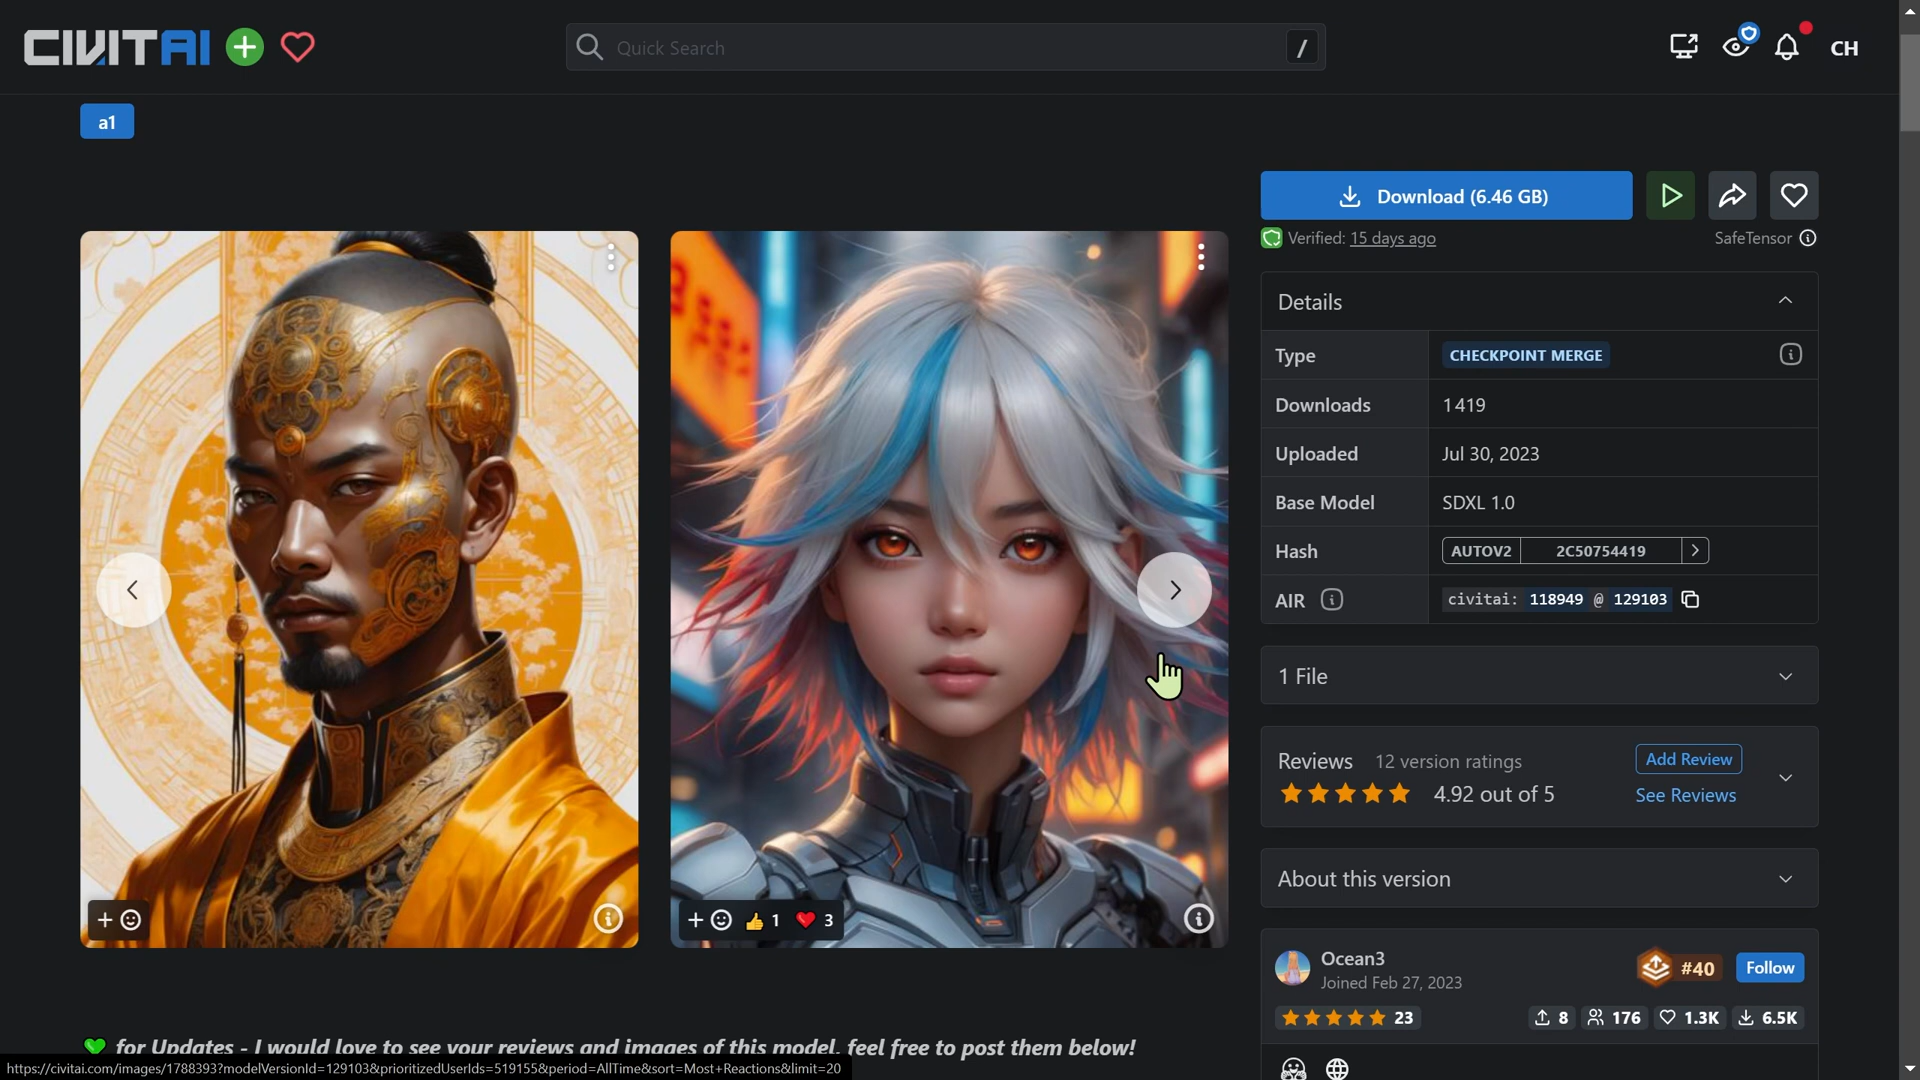 CIVITAI
Quick Search
/
CH
a1
Download (6.46 GB)
Verified: 15 days ago
SafeTensor
Details
Type
CHECKPOINT MERGE
Downloads
1 419
Uploaded
Jul 30, 2023
Base Model
SDXL 1.0
Hash
AUTOV2
2C50754419
AIR
civitai: 118949 @ 129103
1 File
Reviews
12 version ratings
Add Review
4.92 out of 5
See Reviews
About this version
1
3
Ocean3
Joined Feb 27, 2023
#40
Follow
23
8
176
1.3K
6.5K
for Updates - I would love to see your reviews and images of this model, feel free to post them below!
https://civitai.com/images/1788393?modelVersionId=129103&prioritizedUserIds=519155&period=AllTime&sort=Most+Reactions&limit=20